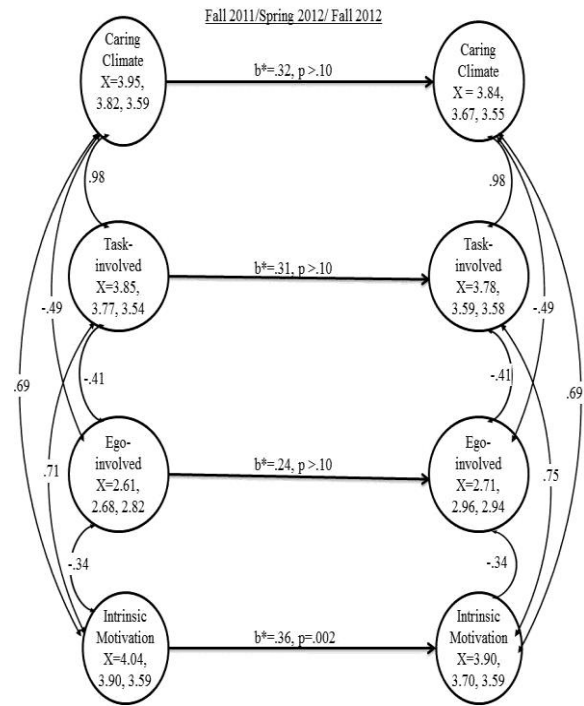 Fall 2011/Spring 2012/ Fall 2012
Caring
Climate
X=3.95,
3.82, 3.59
b*=.32, p >.10
Caring
Climate
X = 3.84,
3.67, 3.55
.98
.98
Task-
involved
X=3.85,
3.77, 3.54
b*=.31, p >.10
Task-
involved
X=3.78,
3.59, 3.58
-.49
-.49
.69
-.41
-.41
.69
Ego-
involved
X=2.61,
2.68, 2.82
b*=.24, p >.10
Ego-
involved
X=2.71,
2.96, 2.94
.71
.75
-.34
-.34
Intrinsic
Motivation
X=4.04,
3.90, 3.59
b*=.36, p=.002
Intrinsic
Motivation
X=3.90,
3.70, 3.59